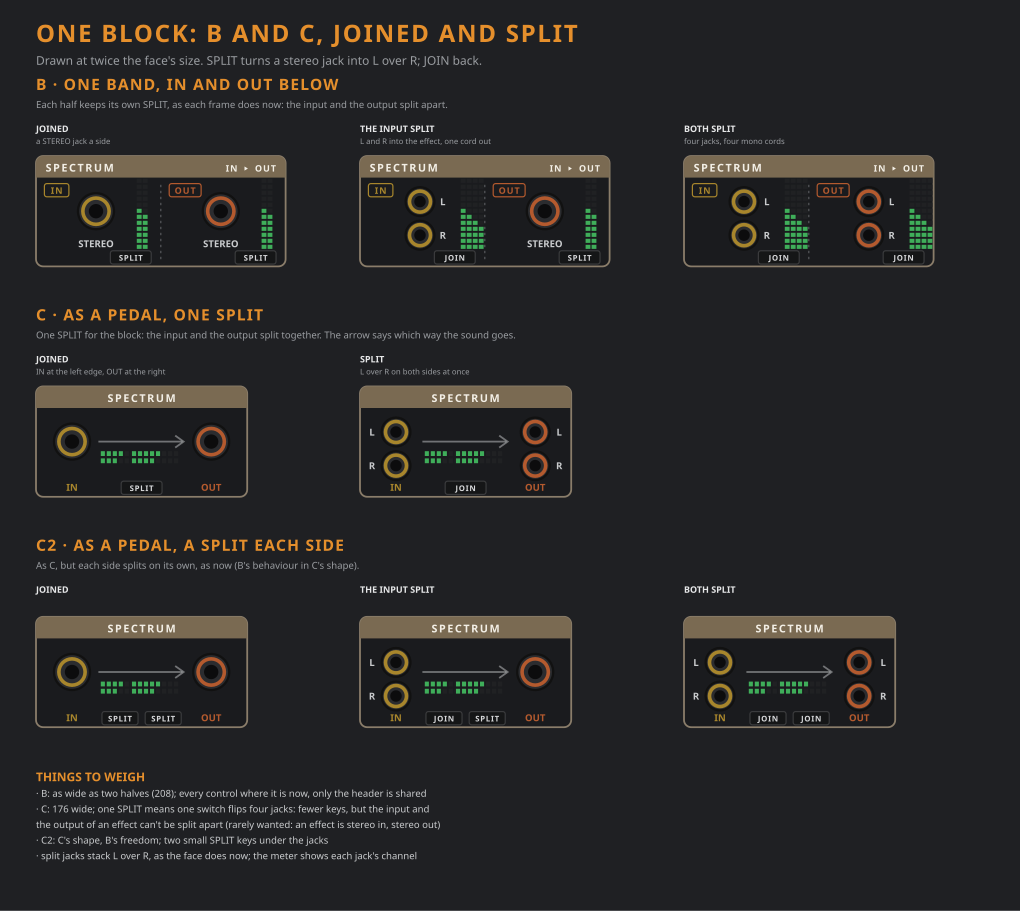 ONE BLOCK: B AND C, JOINED AND SPLIT
Drawn at twice the face's size. SPLIT turns a stereo jack into L over R; JOIN back.
B · ONE BAND, IN AND OUT BELOW
Each half keeps its own SPLIT, as each frame does now: the input and the output split apart.
JOINED
a STEREO jack a side
SPECTRUM IN ▸ OUT
IN OUT
STEREO STEREO
SPLIT SPLIT
THE INPUT SPLIT
L and R into the effect, one cord out
SPECTRUM IN ▸ OUT
IN OUT
L
R STEREO
JOIN SPLIT
BOTH SPLIT
four jacks, four mono cords
SPECTRUM IN ▸ OUT
IN OUT
L L
R R
JOIN JOIN
C · AS A PEDAL, ONE SPLIT
One SPLIT for the block: the input and the output split together. The arrow says which way the sound goes.
JOINED
IN at the left edge, OUT at the right
SPECTRUM
IN SPLIT OUT
SPLIT
L over R on both sides at once
SPECTRUM
L L
R R
IN JOIN OUT
C2 · AS A PEDAL, A SPLIT EACH SIDE
As C, but each side splits on its own, as now (B's behaviour in C's shape).
JOINED
SPECTRUM
IN SPLIT SPLIT OUT
THE INPUT SPLIT
SPECTRUM
L
R
IN JOIN SPLIT OUT
BOTH SPLIT
SPECTRUM
L L
R R
IN JOIN JOIN OUT
THINGS TO WEIGH
· B: as wide as two halves (208); every control where it is now, only the header is shared
· C: 176 wide; one SPLIT means one switch flips four jacks: fewer keys, but the input and
the output of an effect can't be split apart (rarely wanted: an effect is stereo in, stereo out)
· C2: C's shape, B's freedom; two small SPLIT keys under the jacks
· split jacks stack L over R, as the face does now; the meter shows each jack's channel